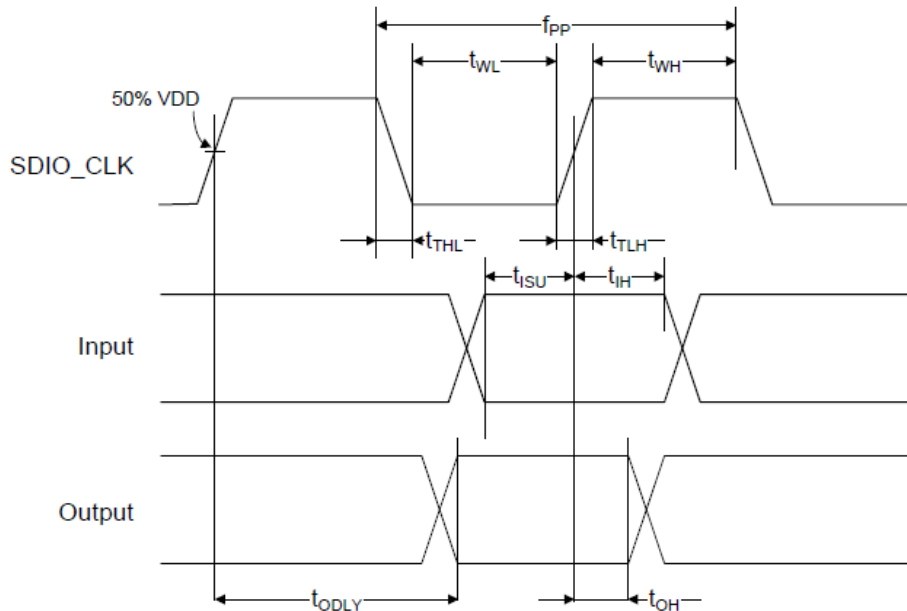 fPP
tWL
tWH
50% VDD
SDIO_CLK
tTHL
tTLH
tISU
tIH
Input
Output
tODLY
tOH